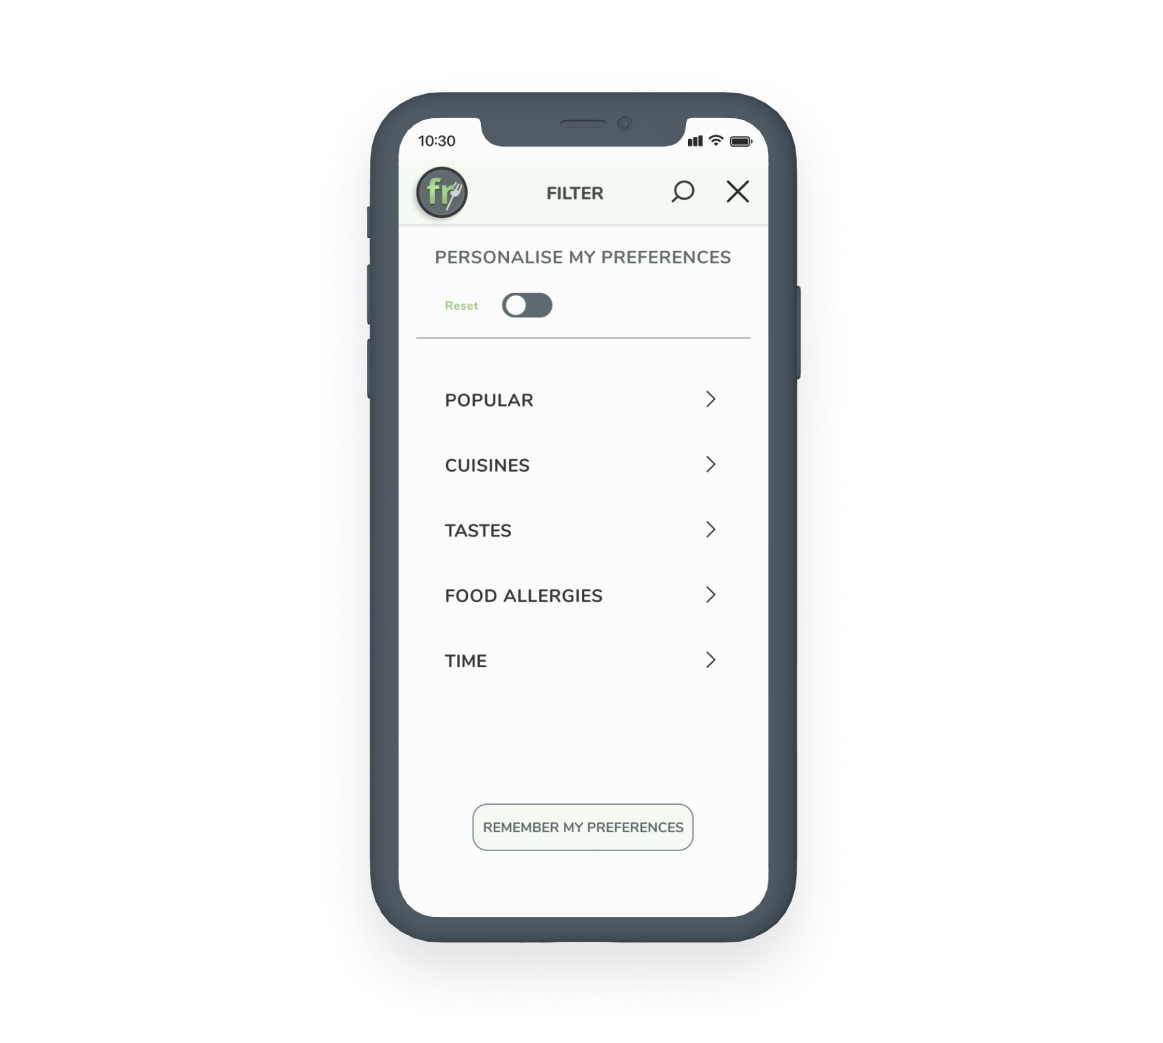 10:30
fr
FILTER
PERSONALISE MY PREFERENCES
Reset
POPULAR
CUISINES
TASTES
FOOD ALLERGIES
TIME
REMEMBER MY PREFERENCES